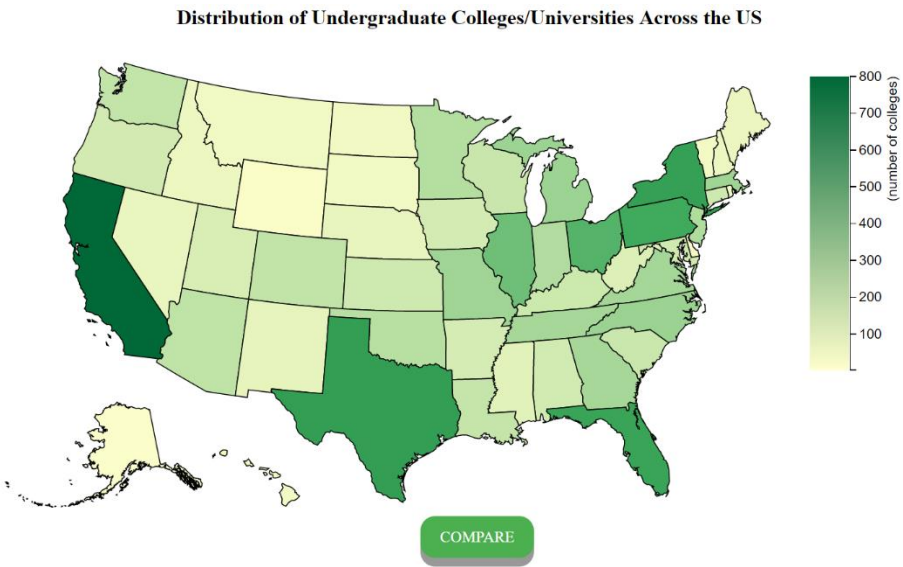 Distribution of Undergraduate Colleges/Universities Across the US
800
700
600
500
400
300
200
100
(number of colleges)
COMPARE